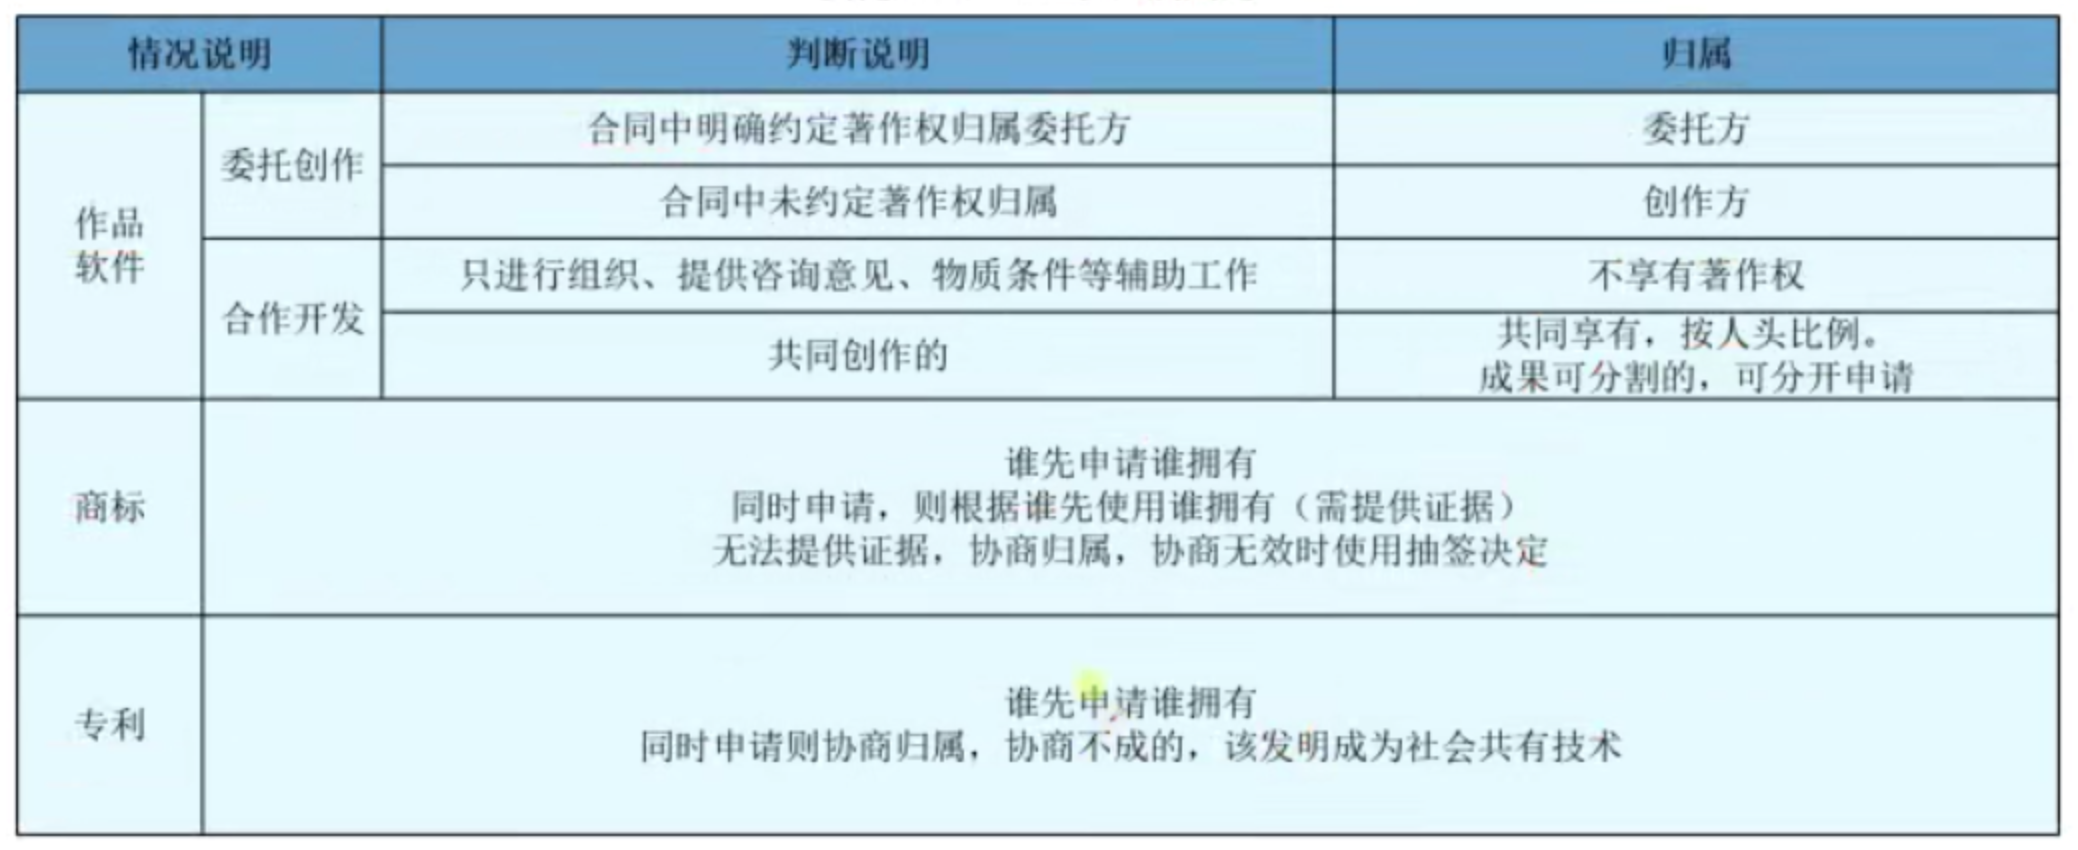 情况说明
判断说明
归属
作品
软件
委托创作
合同中明确约定著作权归属委托方
委托方
合同中未约定著作权归属
创作方
合作开发
只进行组织、提供咨询意见、物质条件等辅助工作
不享有著作权
共同创作的
共同享有，按人头比例。
成果可分割的，可分开申请
商标
谁先申请谁拥有
同时申请，则根据谁先使用谁拥有（需提供证据）
无法提供证据，协商归属，协商无效时使用抽签决定
专利
谁先申请谁拥有
同时申请则协商归属，协商不成的，该发明成为社会共有技术